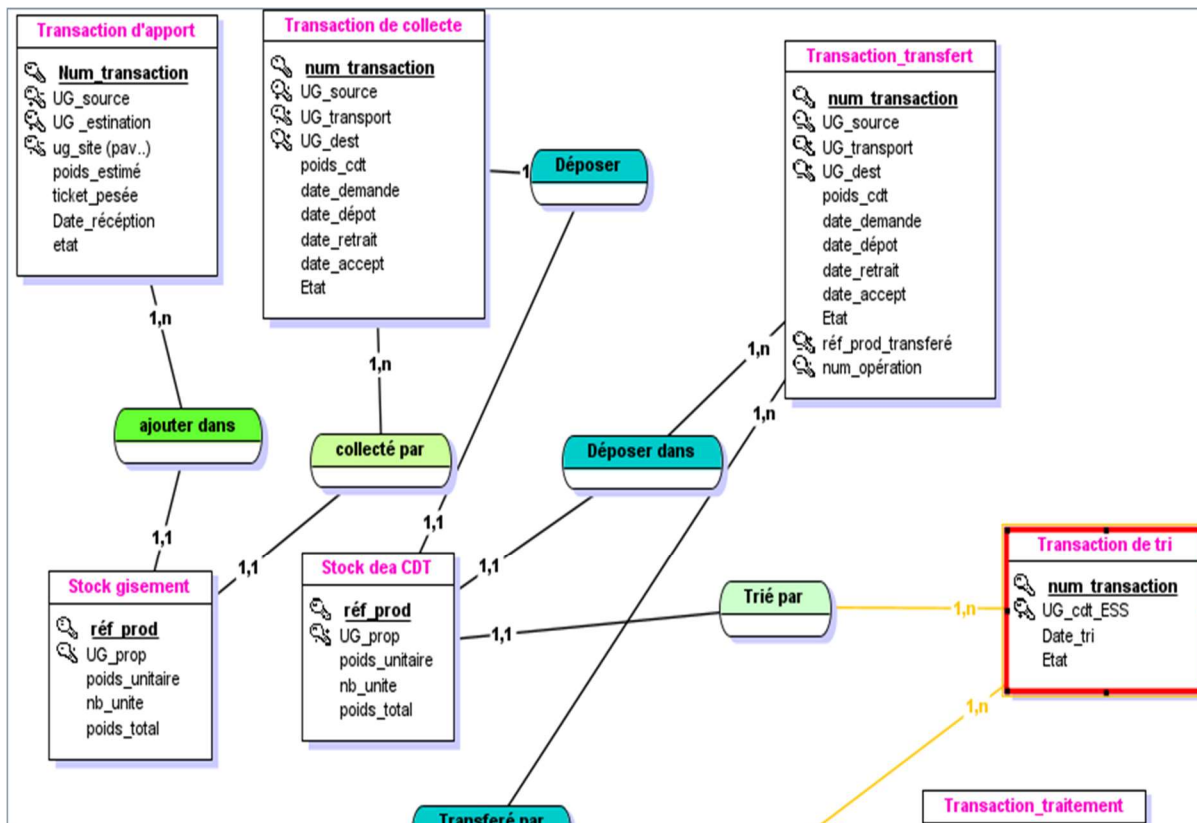 Transaction d'apport
Num_transaction
UG_source
UG _estination
ug_site (pav..)
poids_estimé
ticket_pesée
Date_récéption
etat
Transaction de collecte
num_transaction
UG_source
UG_transport
UG_dest
poids_cdt
date_demande
date_dépot
date_retrait
date_accept
Etat
Transaction_transfert
num_transaction
UG_source
UG_transport
UG_dest
poids_cdt
date_demande
date_dépot
date_retrait
date_accept
Etat
réf_prod_transferé
num_opération
1
Déposer
1,n
1,n
1,n
1,n
ajouter dans
collecté par
Déposer dans
1,1
1,1
1,1
1,1
Stock gisement
réf_prod
UG_prop
poids_unitaire
nb_unite
poids_total
Stock dea CDT
réf_prod
UG_prop
poids_unitaire
nb_unite
poids_total
1,1
Trié par
1,n
Transaction de tri
num_transaction
UG_cdt_ESS
Date_tri
Etat
1,n
Transferé par
Transaction_traitement